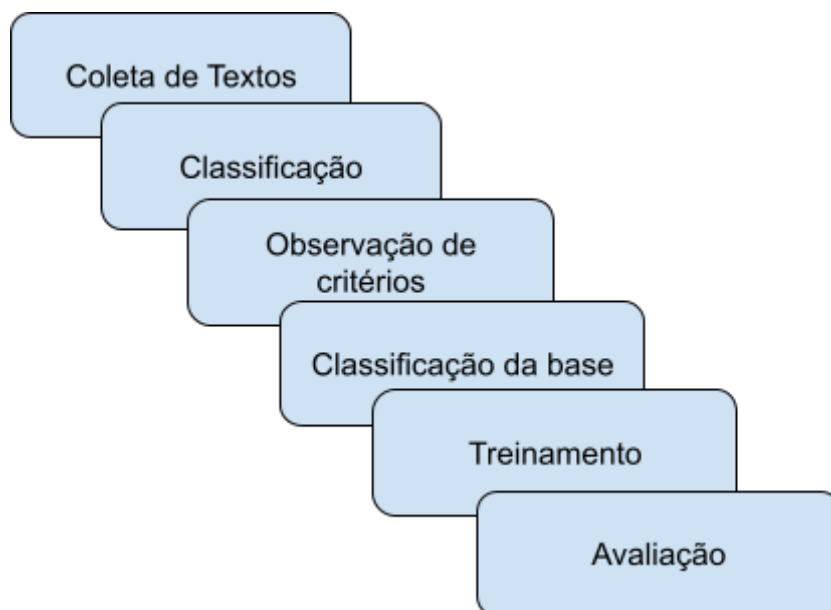 Coleta de Textos
Classificação
Observação de
critérios
Classificação da base
Treinamento
Avaliação